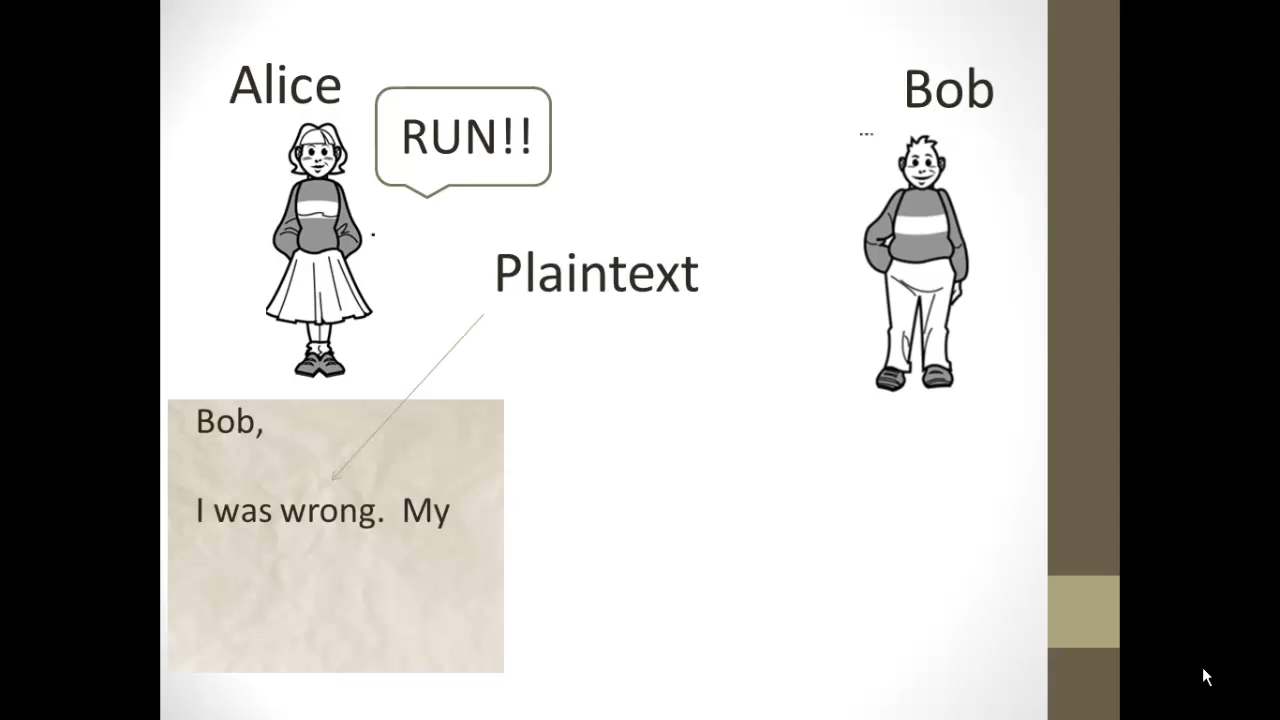 Alice
Bob
RUN!!
...
.
Plaintext
Bob,
I was wrong.  My